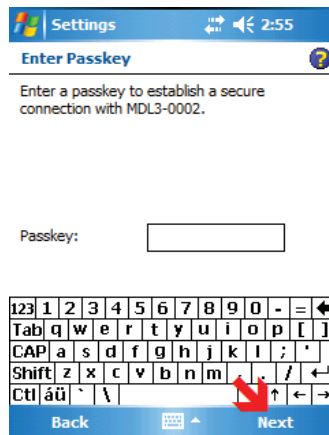 Settings 2:55
Enter Passkey ?
Enter a passkey to establish a secure
connection with MDL3-0002.
Passkey:
123 1 2 3 4 5 6 7 8 9 0 - =
Tab q w e r t y u i o p [ ]
CAP a s d f g h j k l ; '
Shift z x c v b n m , . /
Ctl áü ` \
Back Next